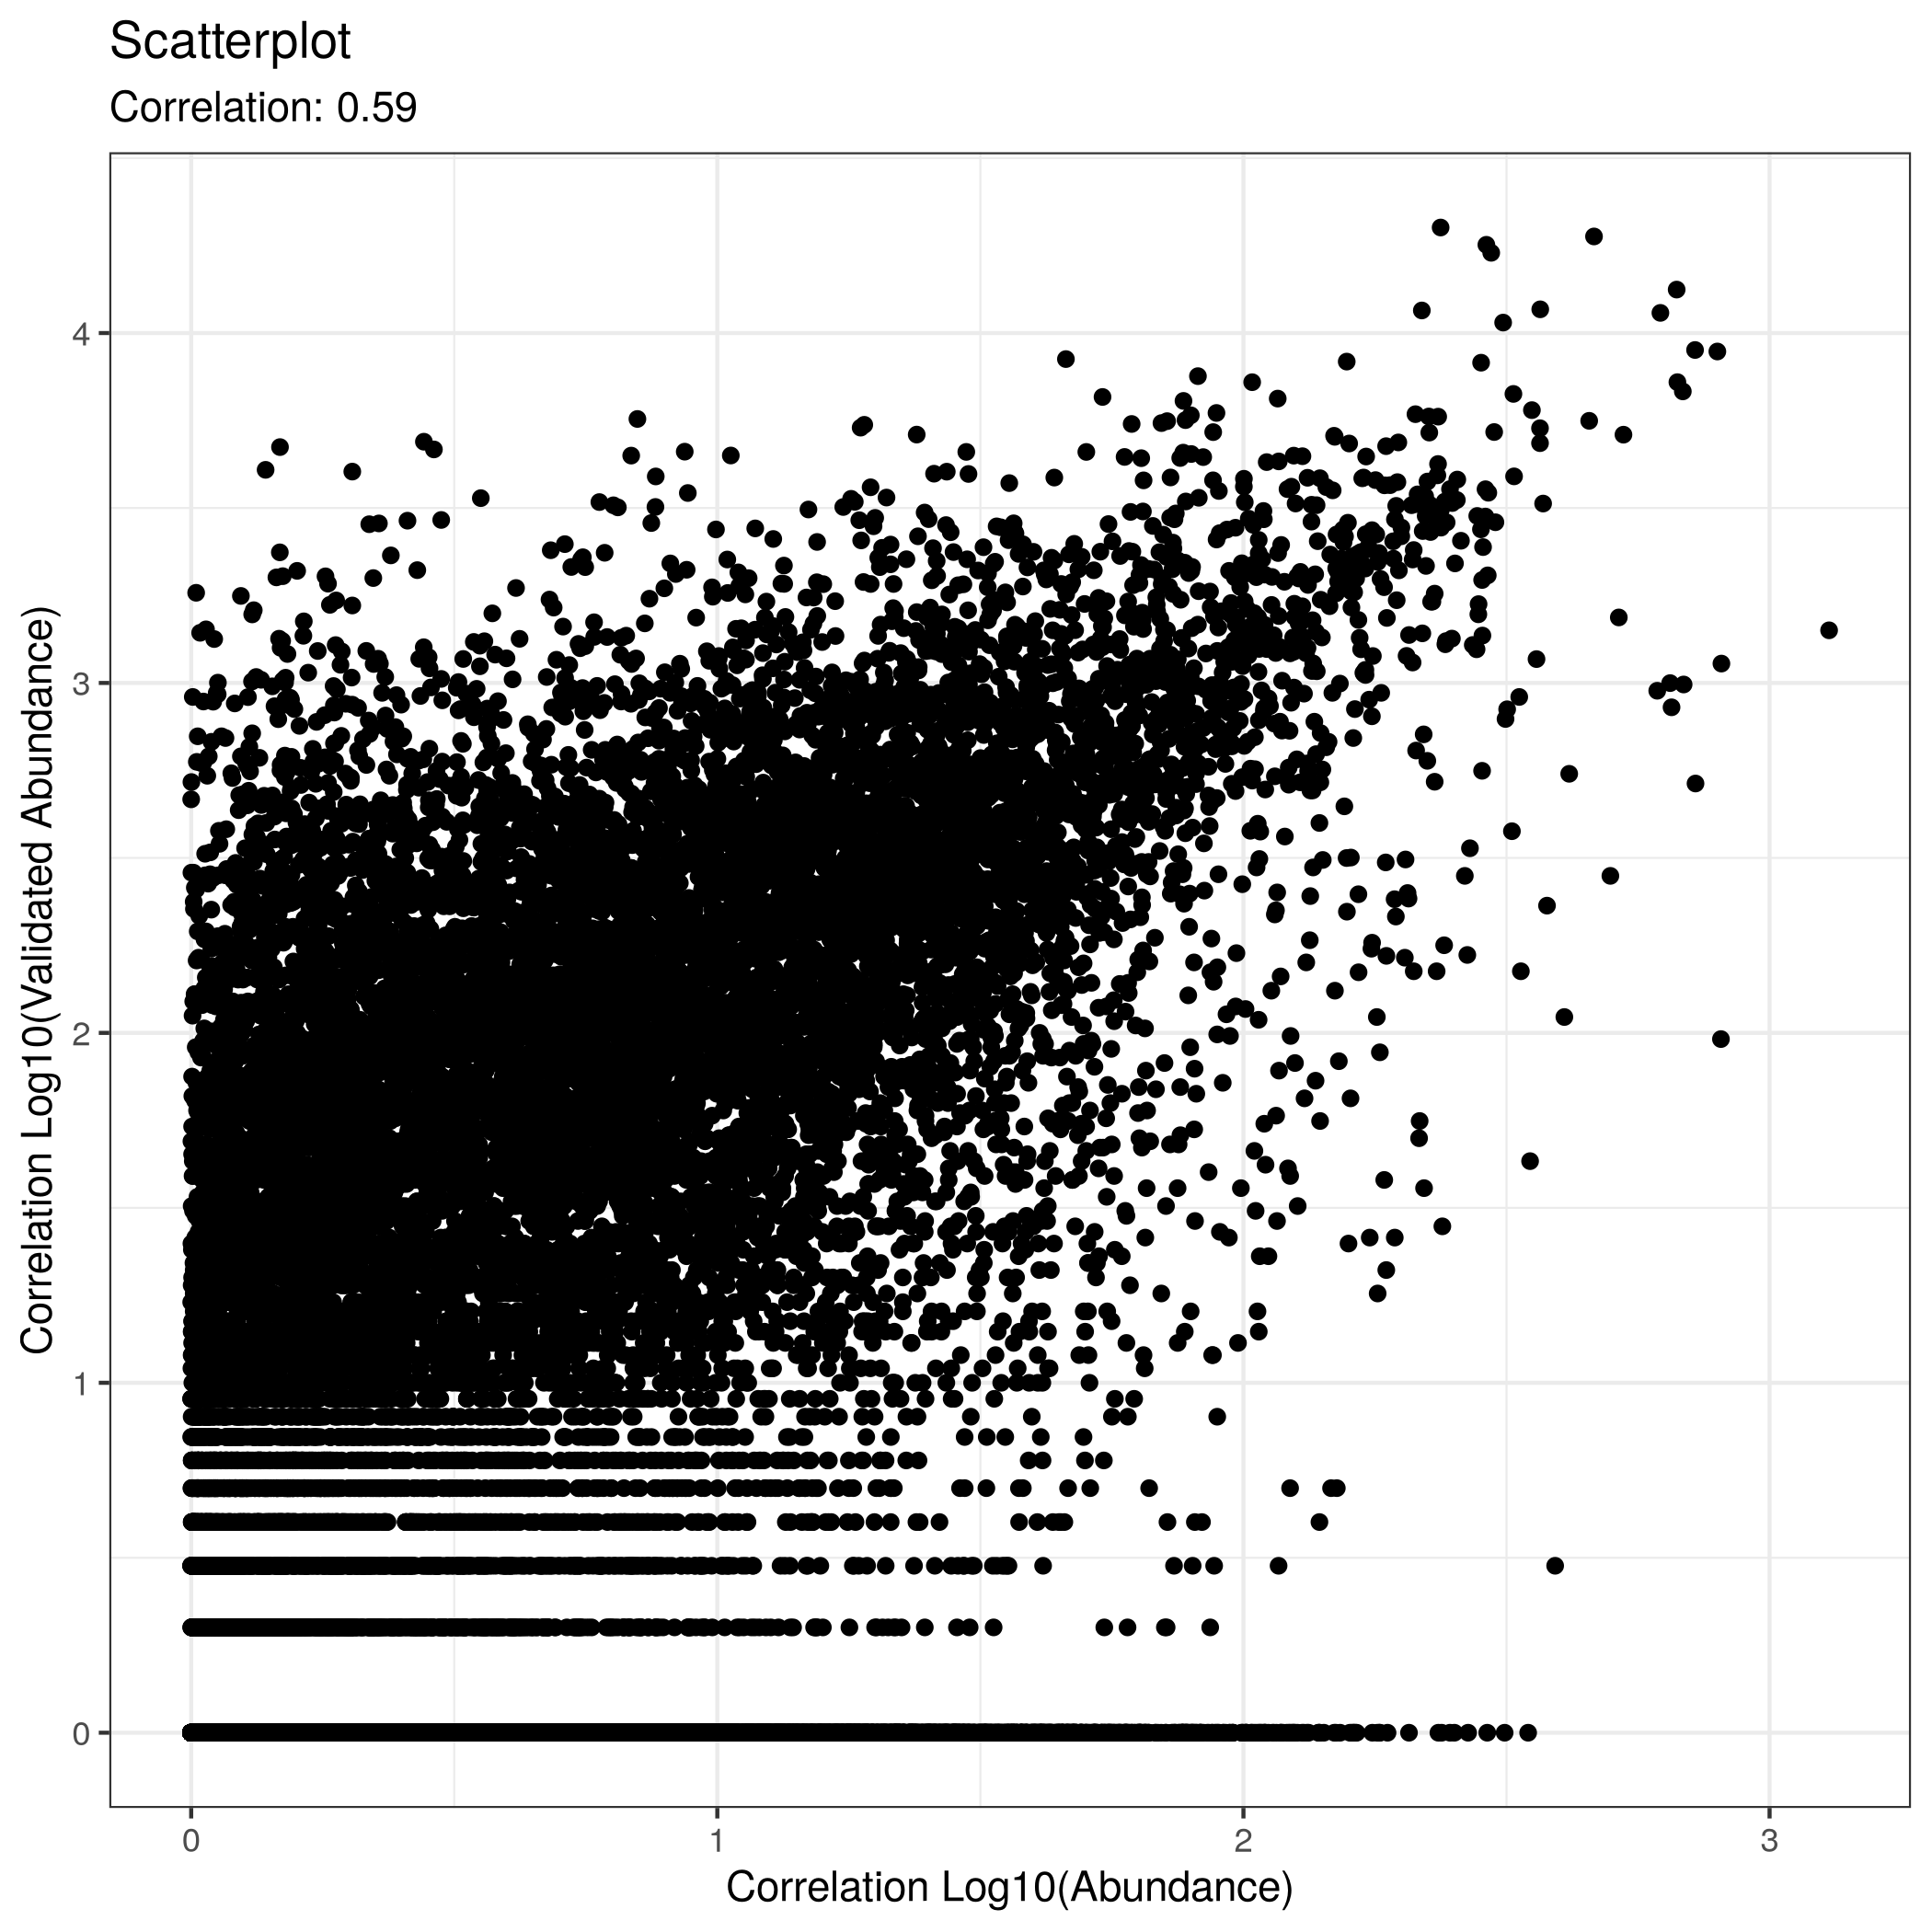 Scatterplot
Correlation: 0.59
Correlation Log10(Validated Abundance)
4
3
2
1
0
0 1 2 3
Correlation Log10(Abundance)